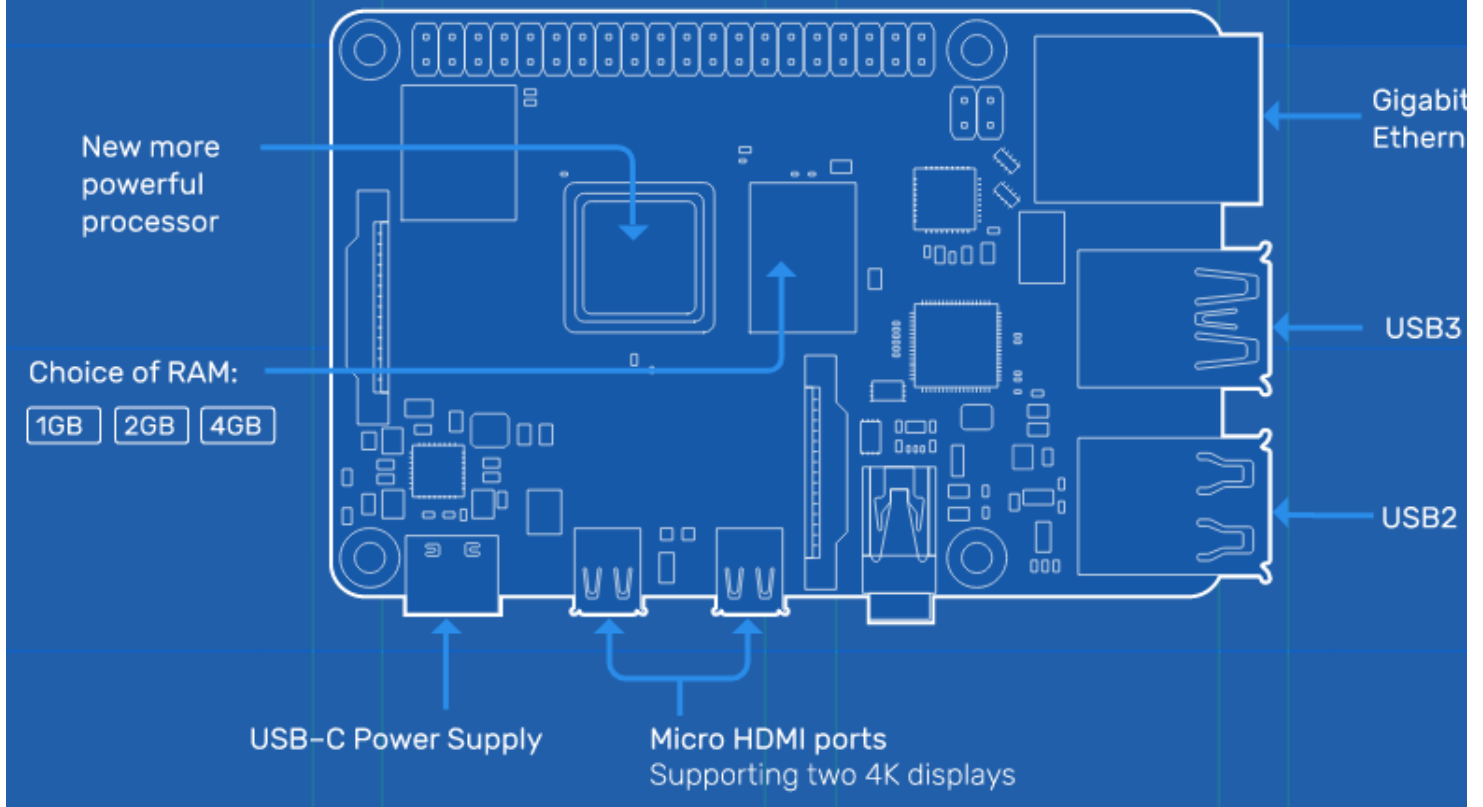 New more
powerful
processor
Gigabit
Ethern
Choice of RAM:
1GB 2GB 4GB
USB3
USB2
USB-C Power Supply
Micro HDMI ports
Supporting two 4K displays